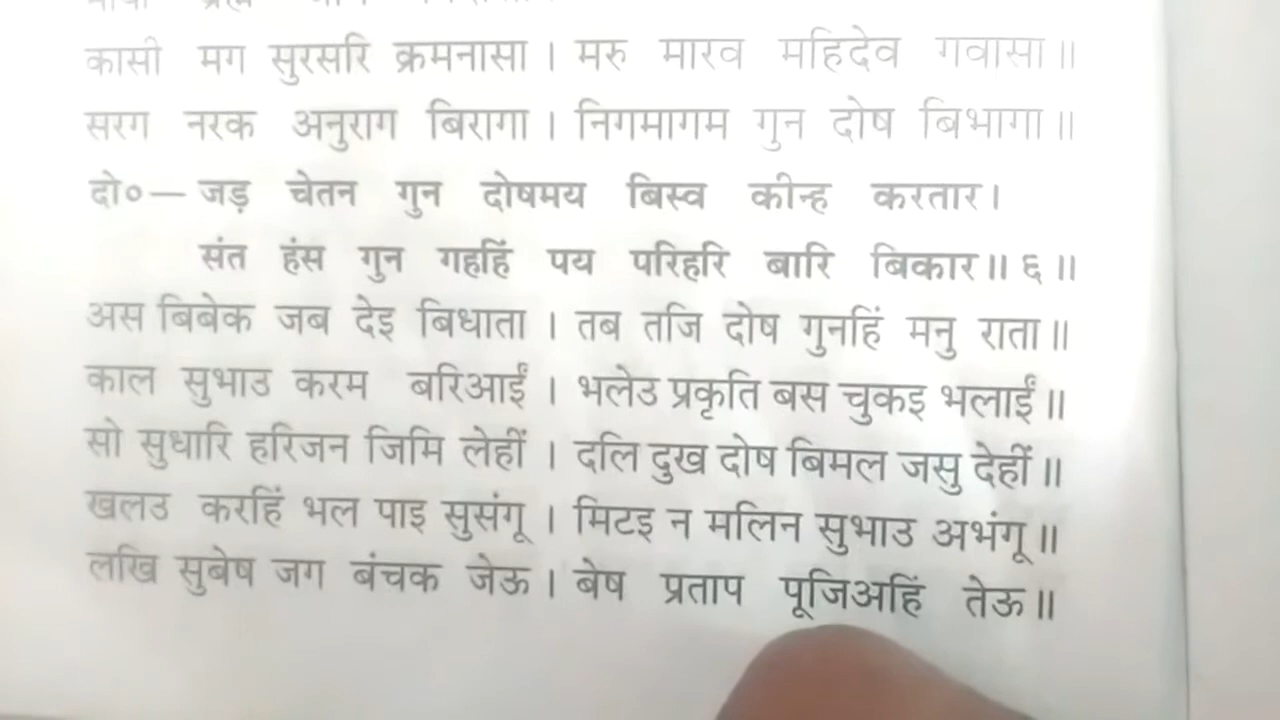 कासी मग सुरसरि क्रमनासा । मरु मारव महिदेव गवासा ॥
सरग नरक अनुराग बिरागा । निगमागम गुन दोष बिभागा ॥
दो०— जड़ चेतन गुन दोषमय बिस्व कीन्ह करतार ।
संत हंस गुन गहहिं पय परिहरि बारि बिकार ॥ ६ ॥
अस बिबेक जब देइ बिधाता । तब तजि दोष गुनहिं मनु राता ॥
काल सुभाउ करम बरिआईं । भलेउ प्रकृति बस चुकइ भलाईं ॥
सो सुधारि हरिजन जिमि लेहीं । दलि दुख दोष बिमल जसु देहीं ॥
खलउ करहिं भल पाइ सुसंगू । मिटइ न मलिन सुभाउ अभंगू ॥
लखि सुबेष जग बंचक जेऊ । बेष प्रताप पूजिअहिं तेऊ ॥